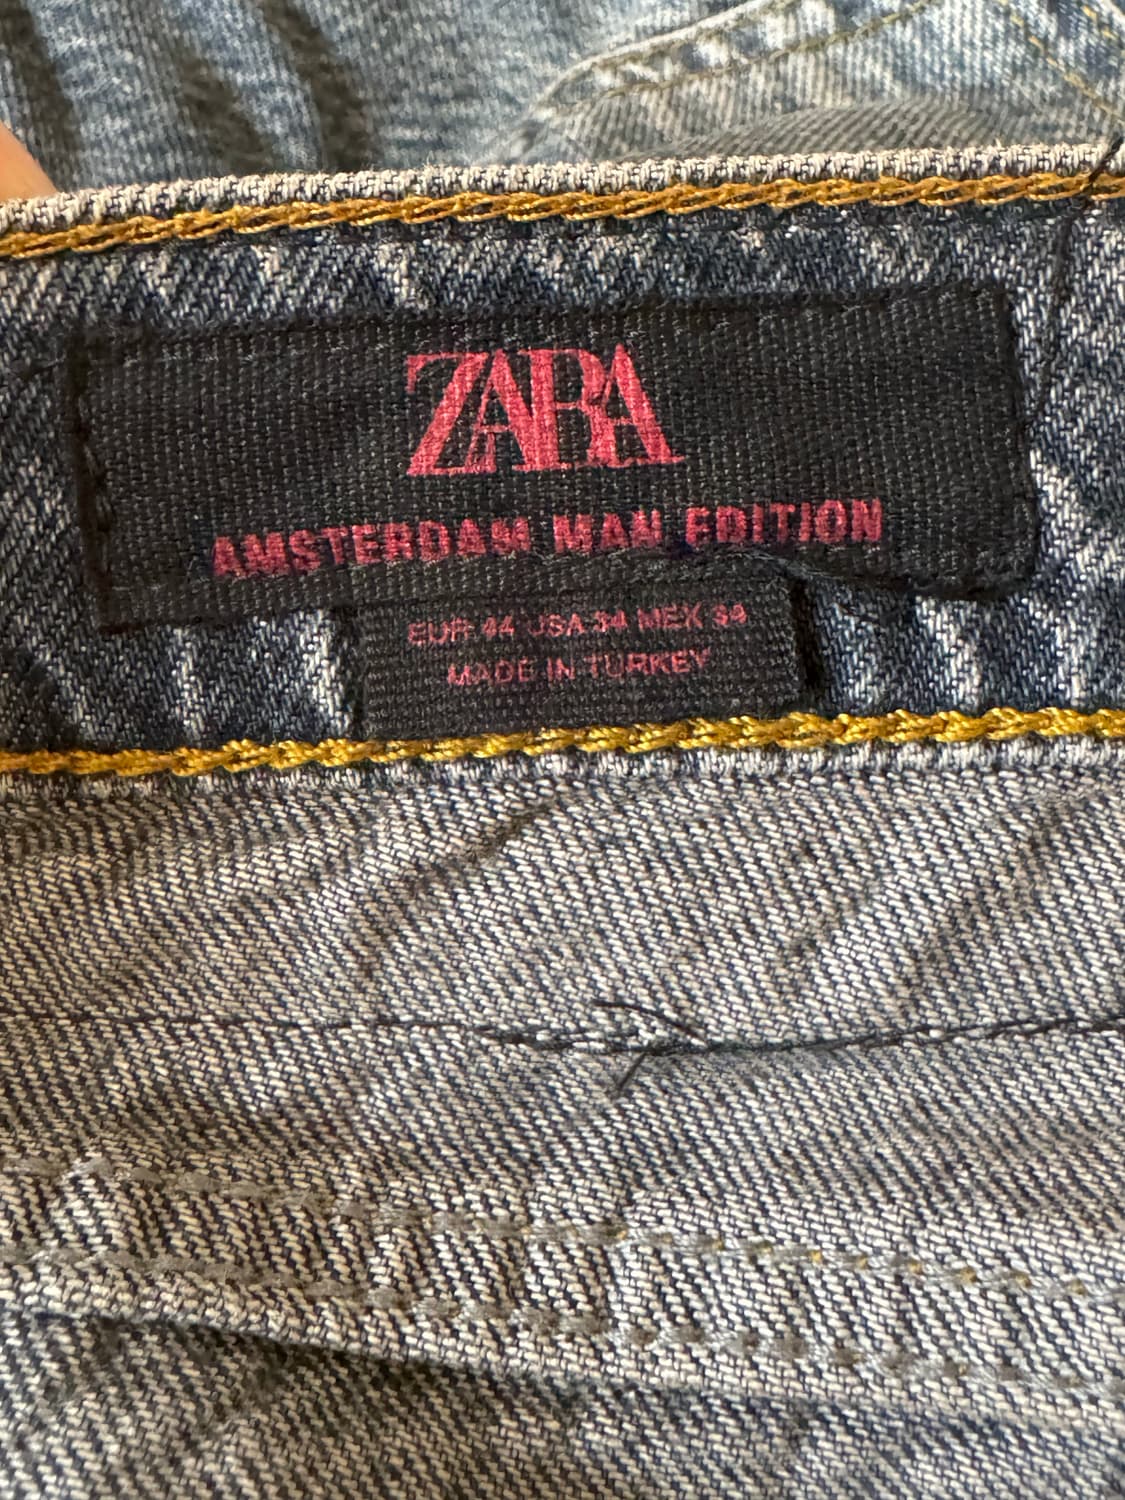 ZARA
AMSTERDAM MAN EDITION
EUR 44 USA 34 MEX 34
MADE IN TURKEY